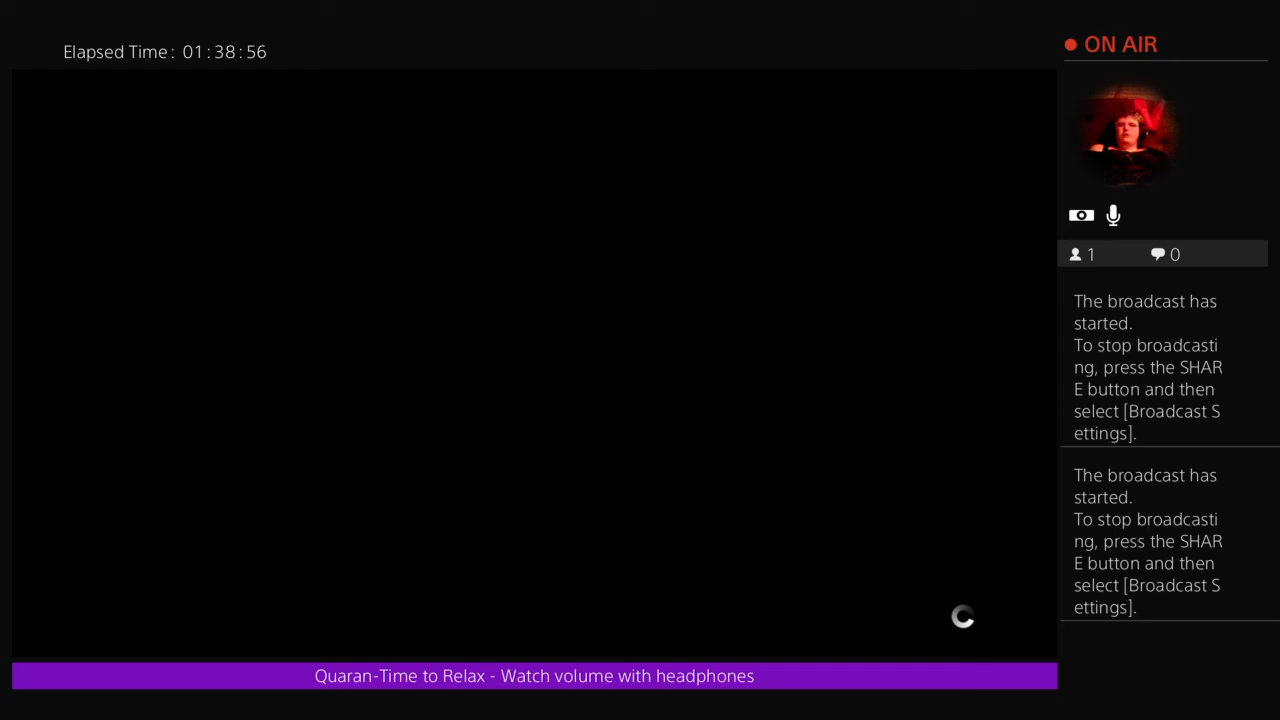 Elapsed Time: 01:38:56
ON AIR
1 0
The broadcast has
started.
To stop broadcasti
ng, press the SHAR
E button and then
select [Broadcast S
ettings].
The broadcast has
started.
To stop broadcasti
ng, press the SHAR
E button and then
select [Broadcast S
ettings].
Quaran-Time to Relax - Watch volume with headphones